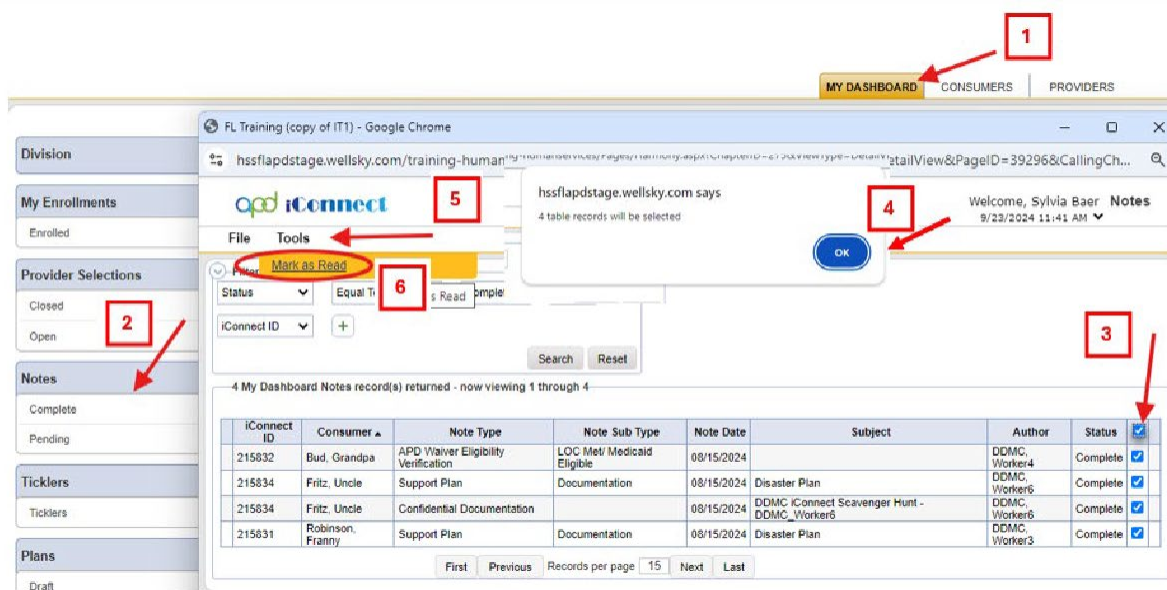 1
MY DASHBOARD CONSUMERS PROVIDERS
FL Training (copy of IT1) - Google Chrome
Division
hssflapdstage.wellsky.com/training-human etailView&PageID=39296&CallingCh...
My Enrollments
Enrolled
apd iConnect
5
hssflapdstage.wellsky.com says
4 table records will be selected
OK
4
Welcome, Sylvia Baer Notes
9/23/2024 11:41 AM
File Tools
Mark as Read
6
s Read
Provider Selections
Closed
Open
2
Filter
Status Equal T omple
iConnect ID +
Search Reset
3
Notes
Complete
Pending
4 My Dashboard Notes record(s) returned - now viewing 1 through 4
iConnect ID Consumer Note Type Note Sub Type Note Date Subject Author Status
215832 Bud, Grandpa APD Waiver Eligibility Verification LOC Met/ Medicaid Eligible 08/15/2024 DDMC, Worker4 Complete
215834 Fritz, Uncle Support Plan Documentation 08/15/2024 Disaster Plan DDMC, Worker6 Complete
215834 Fritz, Uncle Confidential Documentation 08/15/2024 DDMC iConnect Scavenger Hunt - DDMC_Worker6 DDMC, Worker6 Complete
215831 Robinson, Franny Support Plan Documentation 08/15/2024 Disaster Plan DDMC, Worker3 Complete
First Previous Records per page 15 Next Last
Ticklers
Ticklers
Plans
Draft